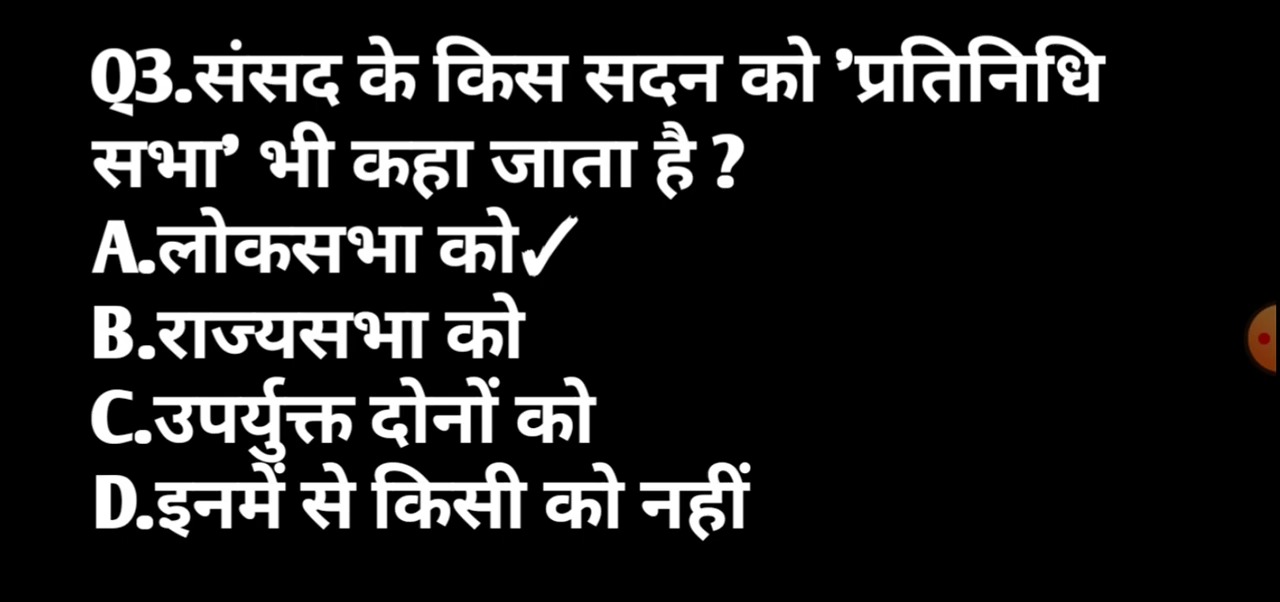 Q3.संसद के किस सदन को ’प्रतिनिधि
सभा’ भी कहा जाता है ?
A.लोकसभा को✓
B.राज्यसभा को
C.उपर्युक्त दोनों को
D.इनमें से किसी को नहीं